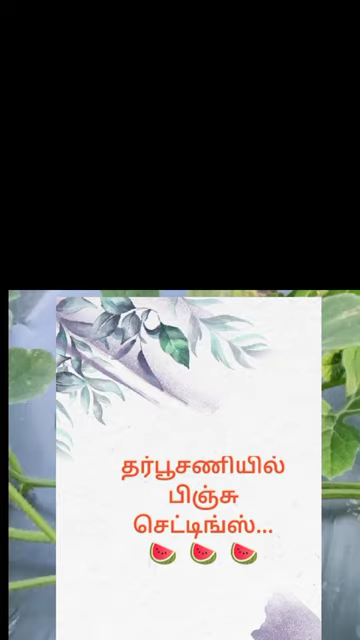 தர்பூசணியில்
பிஞ்சு
செட்டிங்ஸ்...
🍉 🍉 🍉